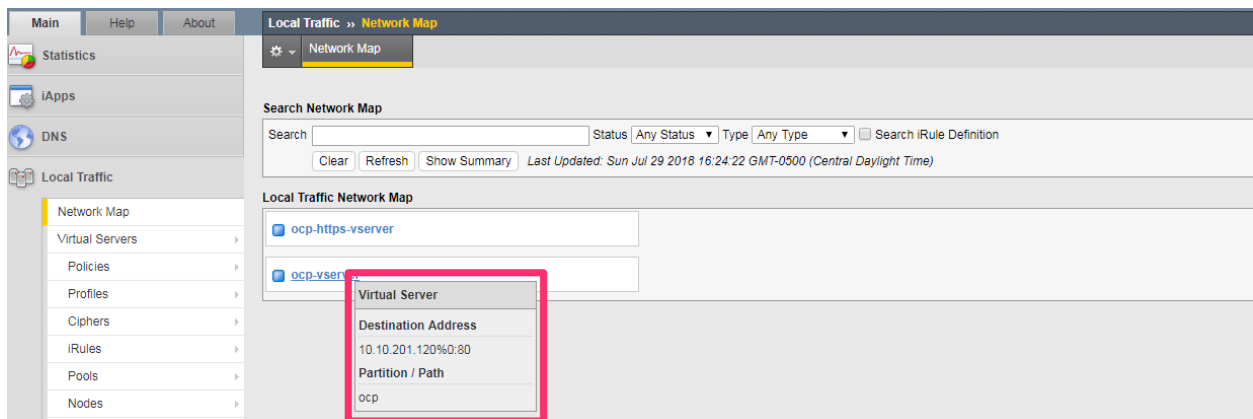 Main Help About
Local Traffic ›› Network Map
Statistics
Network Map
iApps
Search Network Map
DNS
Search Status Any Status Type Any Type Search iRule Definition
Clear Refresh Show Summary Last Updated: Sun Jul 29 2018 16:24:22 GMT-0500 (Central Daylight Time)
Local Traffic
Local Traffic Network Map
Network Map
ocp-https-vserver
Virtual Servers
Policies
ocp-vserver
Profiles
Virtual Server
Ciphers
Destination Address
iRules
10.10.201.120%0:80
Pools
Partition / Path
Nodes
ocp